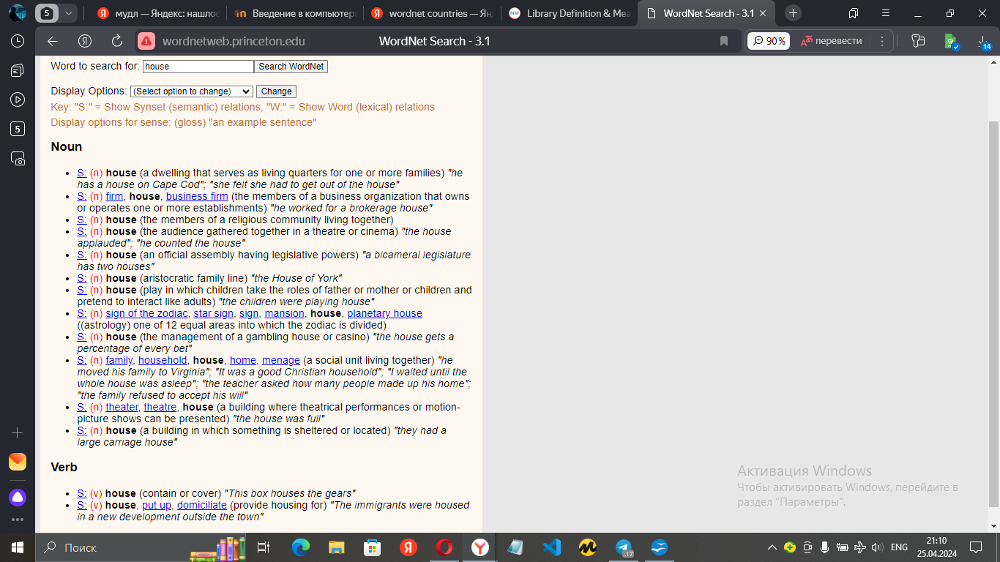 5
мудл — Яндекс: нашлос
Введение в компьютер
wordnet countries — Ян
Library Definition & Mea
WordNet Search - 3.1
wordnetweb.princeton.edu
WordNet Search - 3.1
90 %
перевести
14
5
Word to search for: house Search WordNet
Display Options: (Select option to change) Change
Key: "S:" = Show Synset (semantic) relations, "W:" = Show Word (lexical) relations
Display options for sense: (gloss) "an example sentence"
Noun
• S: (n) house (a dwelling that serves as living quarters for one or more families) "he
has a house on Cape Cod"; "she felt she had to get out of the house"
• S: (n) firm, house, business firm (the members of a business organization that owns
or operates one or more establishments) "he worked for a brokerage house"
• S: (n) house (the members of a religious community living together)
• S: (n) house (the audience gathered together in a theatre or cinema) "the house
applauded"; "he counted the house"
• S: (n) house (an official assembly having legislative powers) "a bicameral legislature
has two houses"
• S: (n) house (aristocratic family line) "the House of York"
• S: (n) house (play in which children take the roles of father or mother or children and
pretend to interact like adults) "the children were playing house"
• S: (n) sign of the zodiac, star sign, sign, mansion, house, planetary house
((astrology) one of 12 equal areas into which the zodiac is divided)
• S: (n) house (the management of a gambling house or casino) "the house gets a
percentage of every bet"
• S: (n) family, household, house, home, menage (a social unit living together) "he
moved his family to Virginia"; "It was a good Christian household"; "I waited until the
whole house was asleep"; "the teacher asked how many people made up his home";
"the family refused to accept his will"
• S: (n) theater, theatre, house (a building where theatrical performances or motion-
picture shows can be presented) "the house was full"
• S: (n) house (a building in which something is sheltered or located) "they had a
large carriage house"
Verb
• S: (v) house (contain or cover) "This box houses the gears"
• S: (v) house, put up, domiciliate (provide housing for) "The immigrants were housed
in a new development outside the town"
Активация Windows
Чтобы активировать Windows, перейдите в
раздел "Параметры".
Поиск
ENG
21:10
25.04.2024